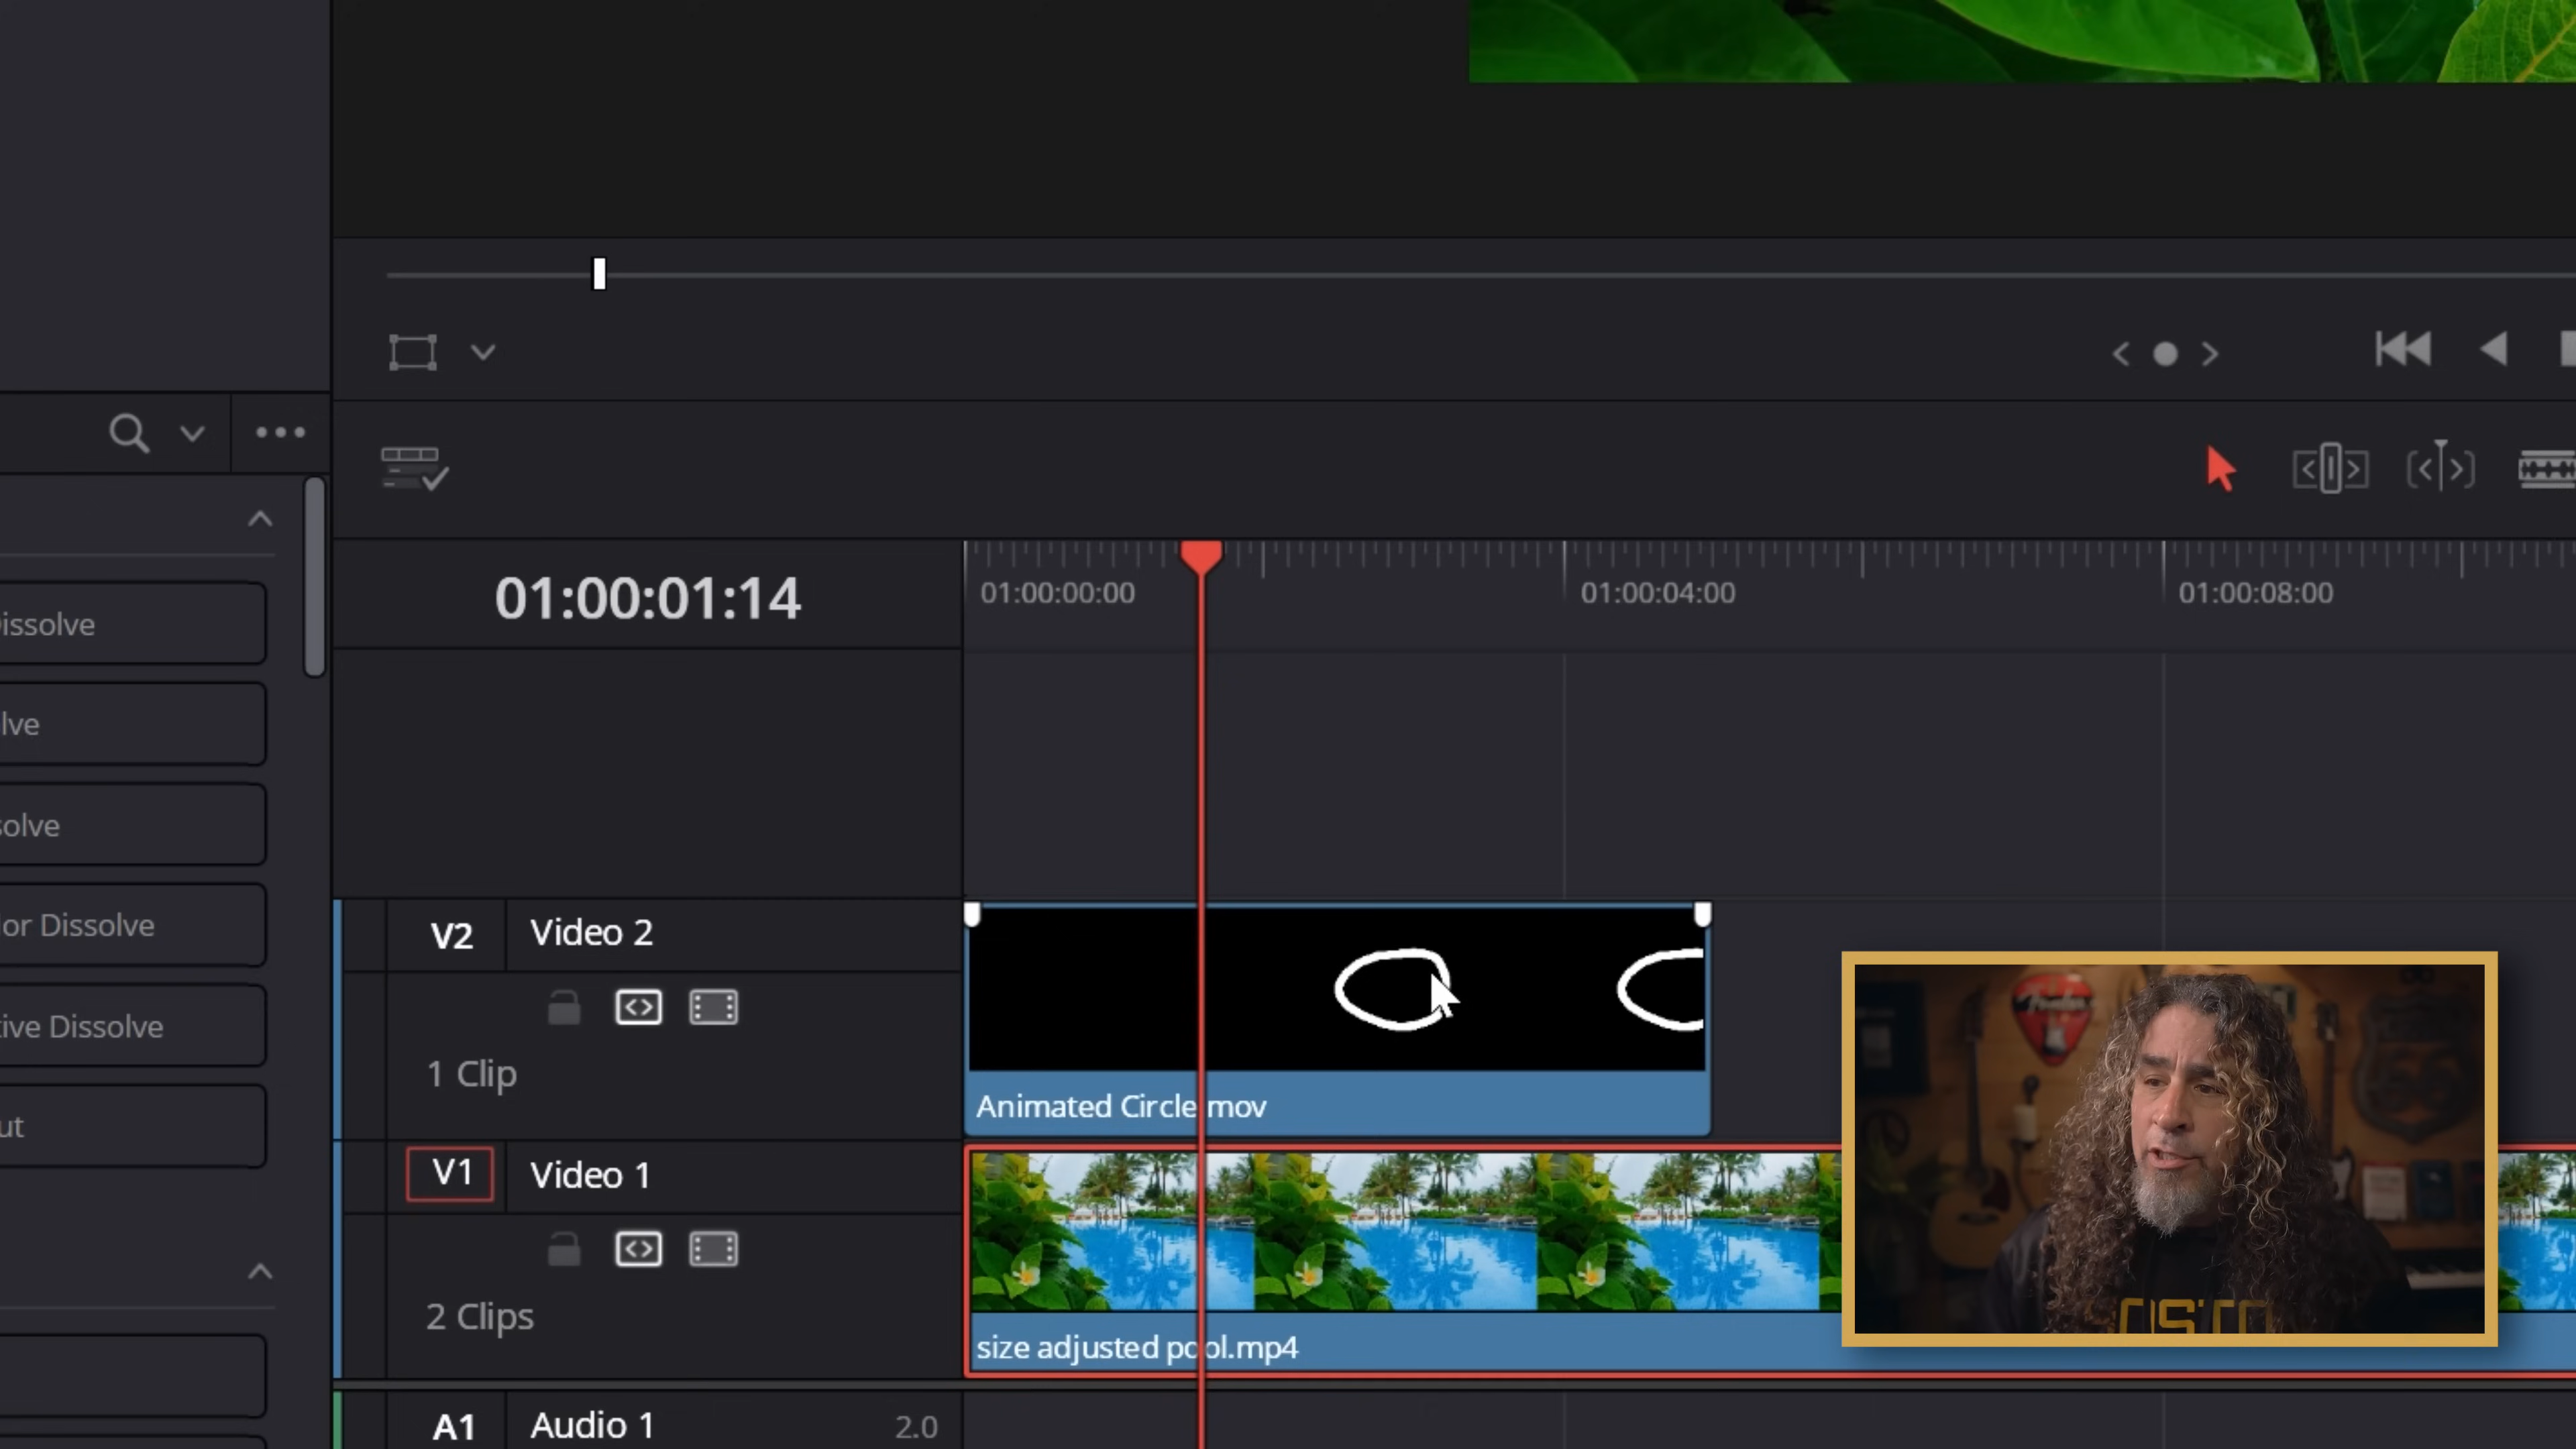 01:00:01:14
01:00:00:00
01:00:04:00
01:00:08:00
issolve
lve
solve
lor Dissolve
tive Dissolve
ut
V2
Video 2
1 Clip
Animated Circle mov
V1
Video 1
2 Clips
size adjusted pool.mp4
A1
Audio 1
2.0